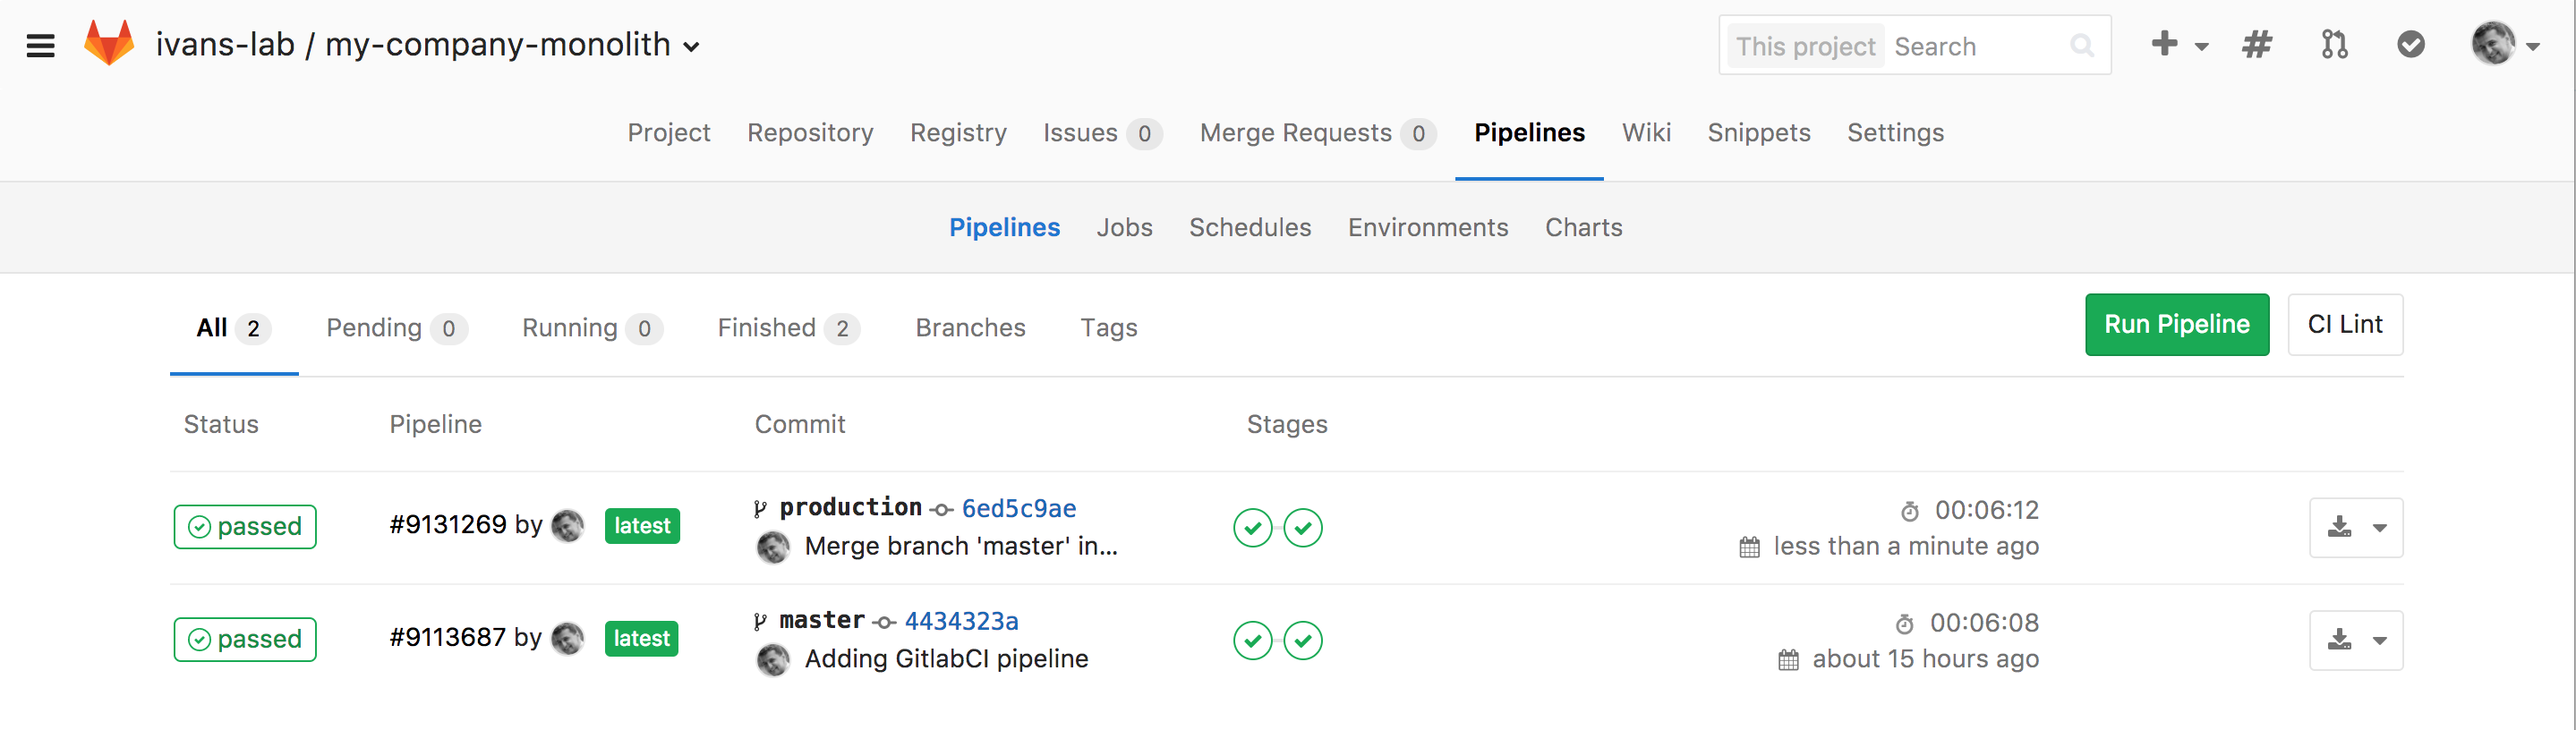 ivans-lab / my-company-monolith
This project Search
Project Repository Registry Issues 0 Merge Requests 0 Pipelines Wiki Snippets Settings
Pipelines Jobs Schedules Environments Charts
All 2 Pending 0 Running 0 Finished 2 Branches Tags Run Pipeline CI Lint
Status Pipeline Commit Stages
passed #9131269 by latest production 6ed5c9ae 00:06:12
Merge branch 'master' in... less than a minute ago
passed #9113687 by latest master 4434323a 00:06:08
Adding GitlabCI pipeline about 15 hours ago